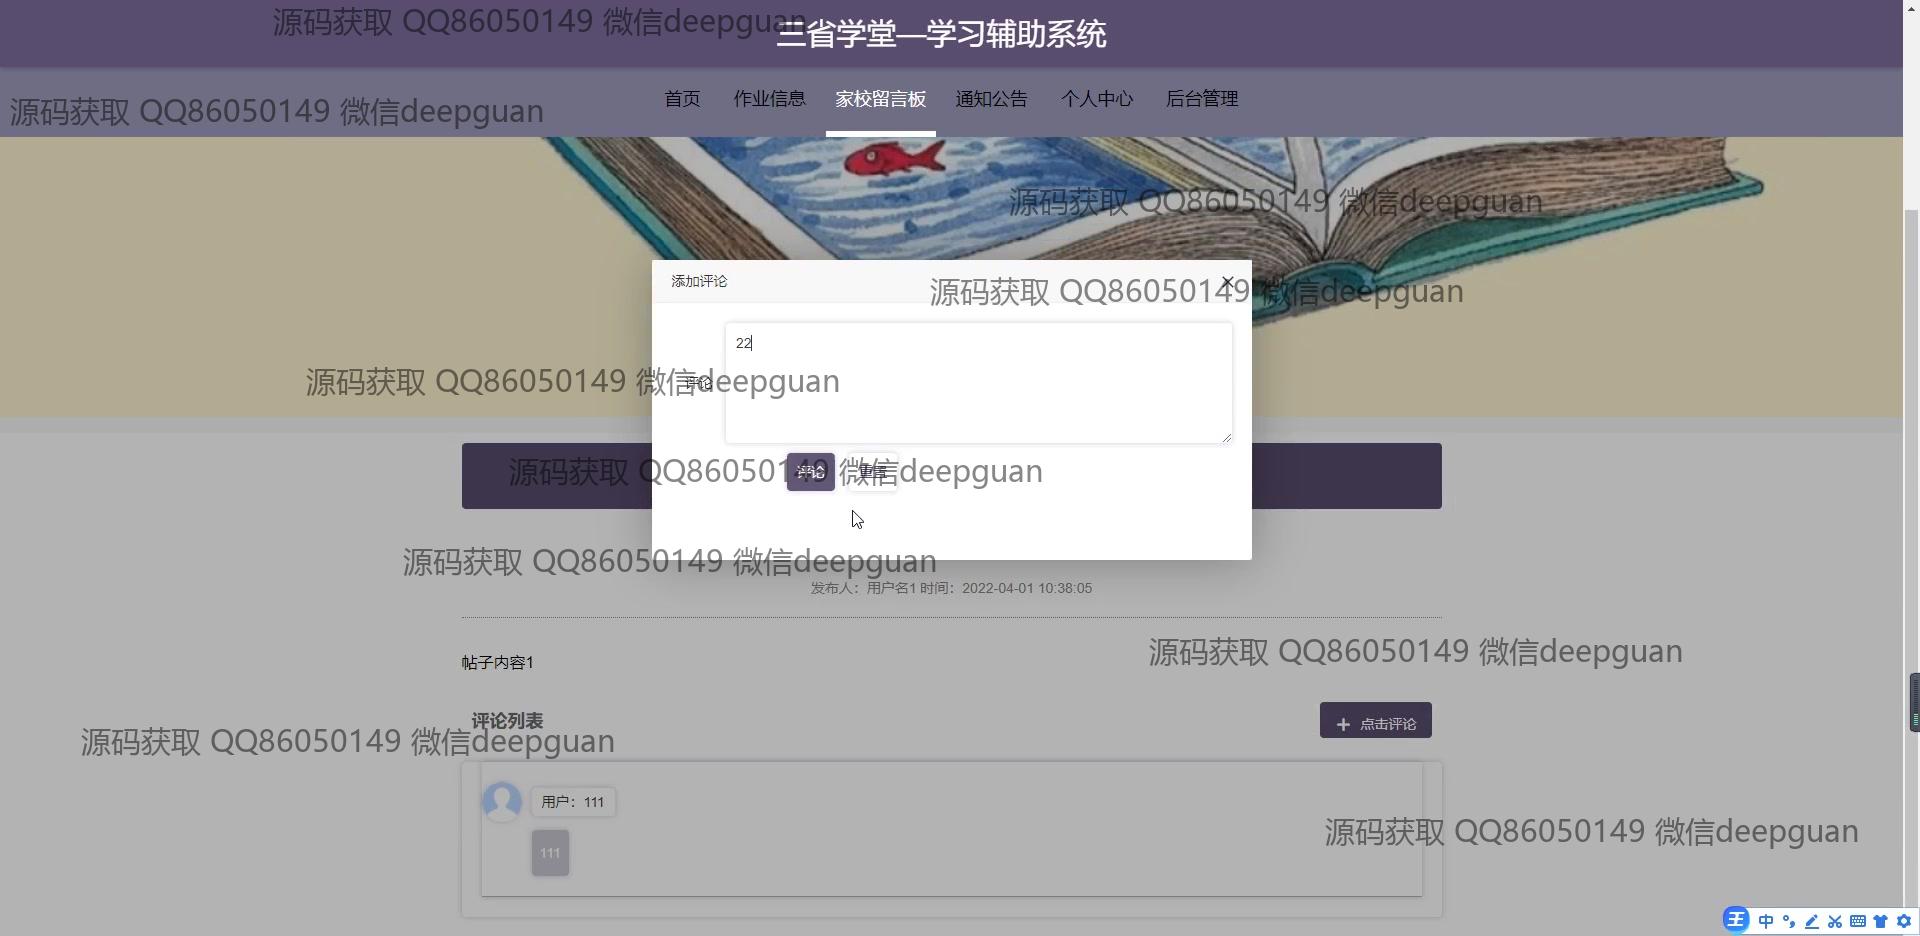 源码获取 QQ86050149 微信deepguan
三省学堂—学习辅助系统
源码获取 QQ86050149 微信deepguan
首页 作业信息 家校留言板 通知公告 个人中心 后台管理
源码获取 QQ86050149 微信deepguan
添加评论
源码获取 QQ86050149 微信deepguan
22
评论
源码获取 QQ86050149 微信deepguan
评论 重置
源码获取 QQ86050149 微信deepguan
源码获取 QQ86050149 微信deepguan
发布人：用户名1 时间：2022-04-01 10:38:05
源码获取 QQ86050149 微信deepguan
帖子内容1
评论列表
点击评论
源码获取 QQ86050149 微信deepguan
用户：111
源码获取 QQ86050149 微信deepguan
111
王 中